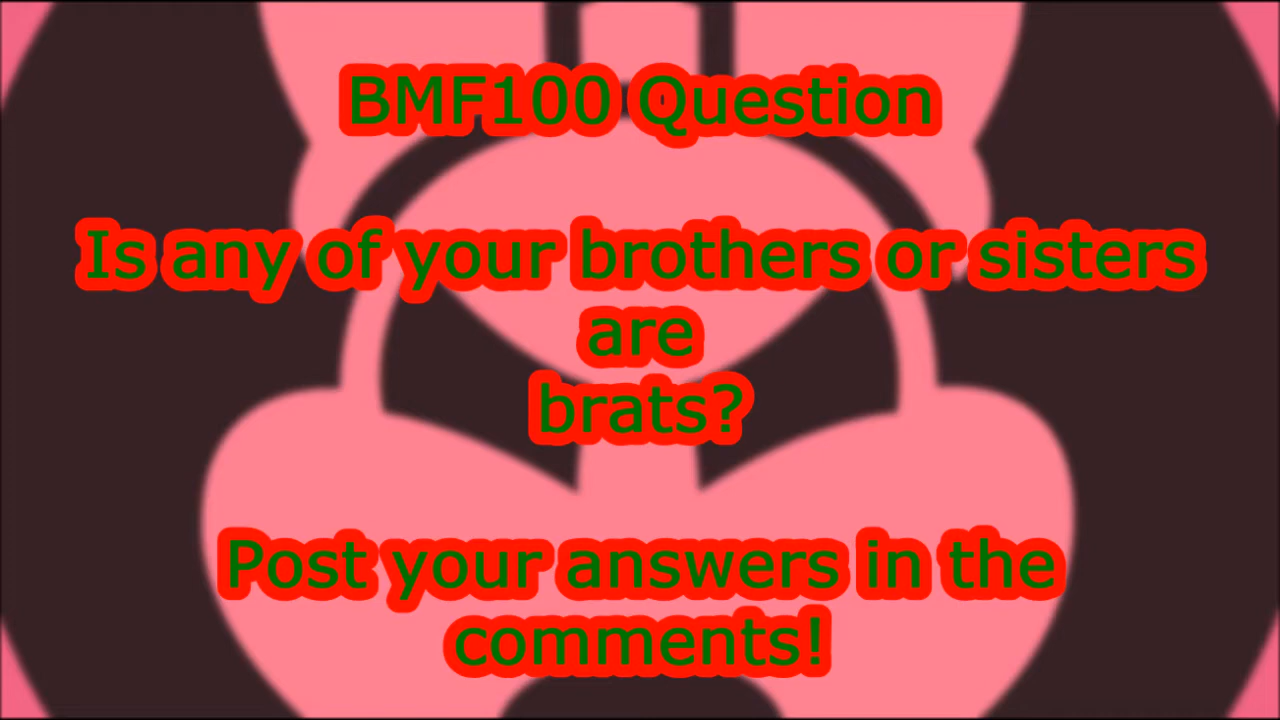 BMF100 Question
Is any of your brothers or sisters
are
brats?
Post your answers in the
comments!